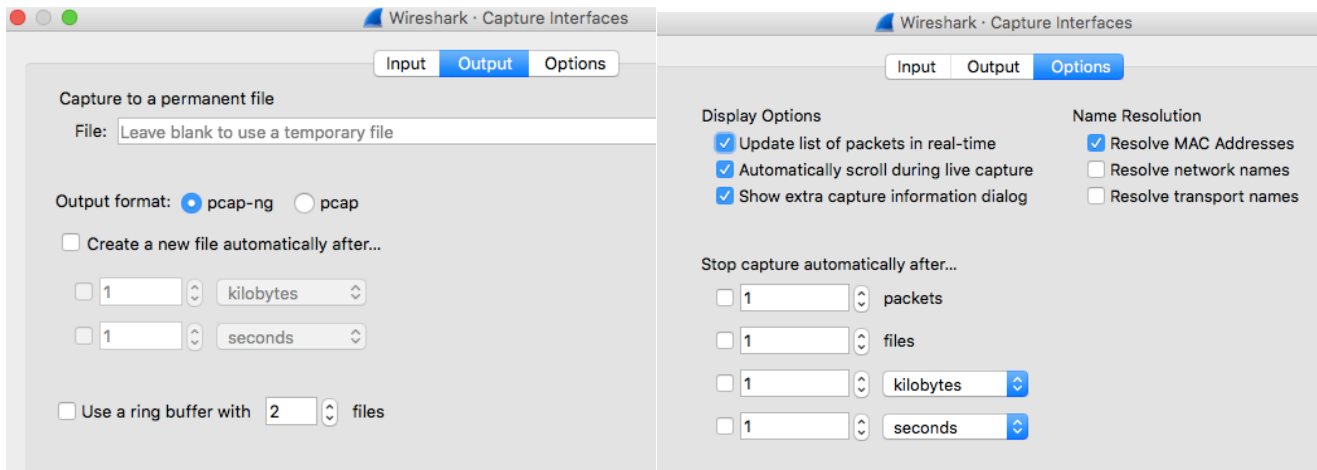 Wireshark · Capture Interfaces
Input Output Options
Capture to a permanent file
File: Leave blank to use a temporary file
Output format: pcap-ng pcap
Create a new file automatically after...
1 kilobytes
1 seconds
Use a ring buffer with 2 files
Wireshark · Capture Interfaces
Input Output Options
Display Options
Update list of packets in real-time
Automatically scroll during live capture
Show extra capture information dialog
Name Resolution
Resolve MAC Addresses
Resolve network names
Resolve transport names
Stop capture automatically after...
1 packets
1 files
1 kilobytes
1 seconds